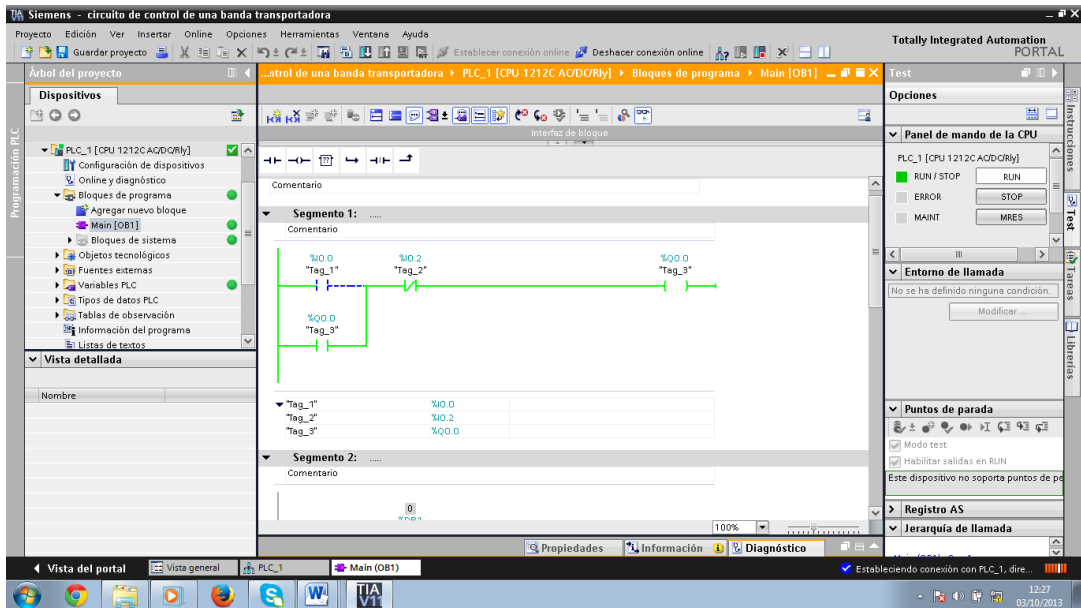 Siemens - circuito de control de una banda transportadora
Proyecto Edición Ver Insertar Online Opciones Herramientas Ventana Ayuda
Totally Integrated Automation
PORTAL
Guardar proyecto Establecer conexión online Deshacer conexión online
Árbol del proyecto
...ntrol de una banda transportadora PLC_1 [CPU 1212C AC/DC/Rly] Bloques de programa Main [OB1]
Test
Dispositivos
Opciones
Programación PLC
Interfaz de bloque
PLC_1 [CPU 1212C AC/DC/Rly]
Configuración de dispositivos
Online y diagnóstico
Bloques de programa
Agregar nuevo bloque
Main [OB1]
Bloques de sistema
Objetos tecnológicos
Fuentes externas
Variables PLC
Tipos de datos PLC
Tablas de observación
Información del programa
Listas de textos
Vista detallada
Nombre
Comentario
Segmento 1: .....
Comentario
%I0.0 %I0.2 %Q0.0
"Tag_1" "Tag_2" "Tag_3"
%Q0.0
"Tag_3"
"Tag_1" %I0.0
"Tag_2" %I0.2
"Tag_3" %Q0.0
Segmento 2: .....
Comentario
0
%DB1
100%
Propiedades Información Diagnóstico
Panel de mando de la CPU
PLC_1 [CPU 1212C AC/DC/Rly]
RUN / STOP RUN
ERROR STOP
MAINT MRES
Entorno de llamada
No se ha definido ninguna condición.
Modificar ...
Puntos de parada
Modo test
Habilitar salidas en RUN
Este dispositivo no soporta puntos de pa
Registro AS
Jerarquía de llamada
Instrucciones
Test
Tareas
Librerías
Vista del portal Vista general PLC_1 Main (OB1)
Estableciendo conexión con PLC_1, dire...
TIA
V11
12:27
03/10/2013